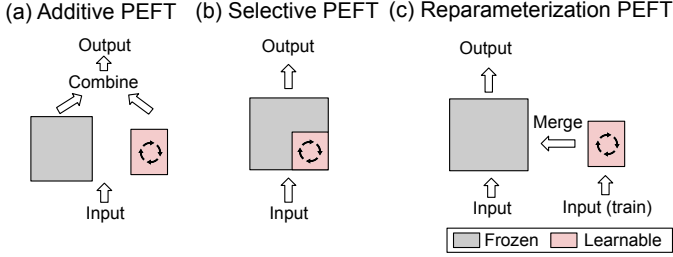 (a) Additive PEFT
(b) Selective PEFT
(c) Reparameterization PEFT
Output
Combine
Input
Output
Input
Output
Merge
Input
Input (train)
Frozen
Learnable